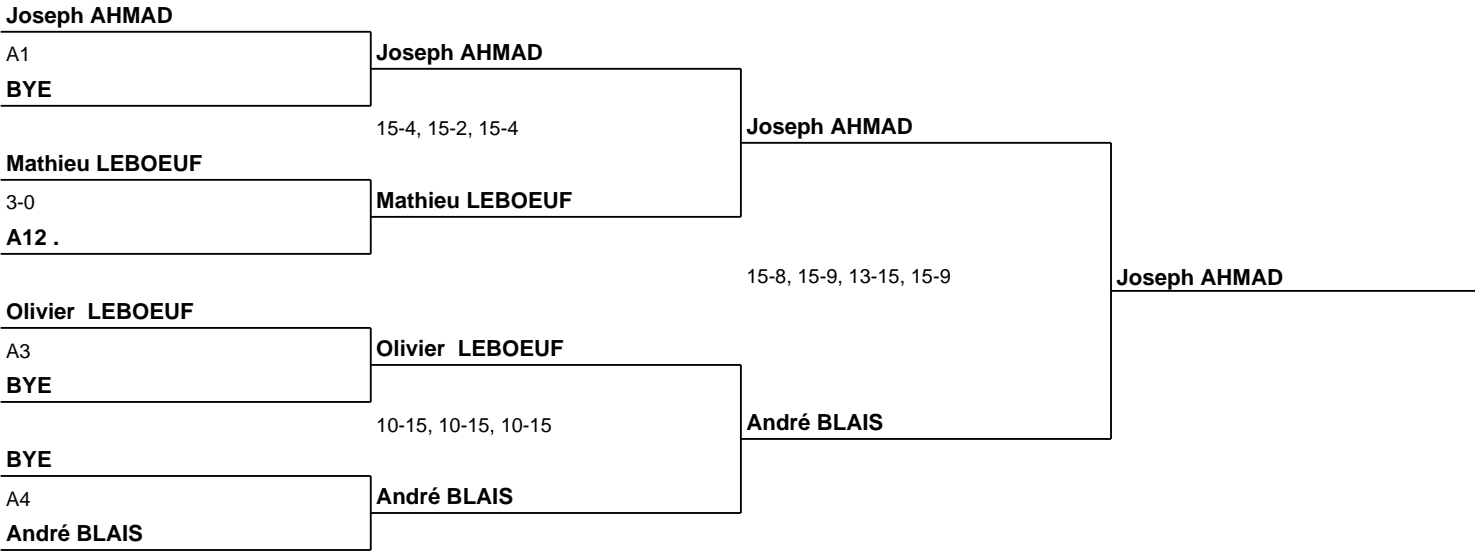 Joseph AHMAD
A1
BYE
Mathieu LEBOEUF
3-0
A12 .
Olivier  LEBOEUF
A3
BYE
BYE
A4
André BLAIS
Joseph AHMAD
15-4, 15-2, 15-4
Mathieu LEBOEUF
Olivier  LEBOEUF
10-15, 10-15, 10-15
André BLAIS
Joseph AHMAD
15-8, 15-9, 13-15, 15-9
André BLAIS
Joseph AHMAD